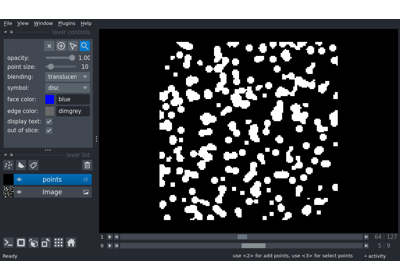 File View Window Plugins Help
layer controls
opacity: 1.00
point size: 10
blending: translucen
symbol: disc
face color: blue
edge color: dimgrey
display text:
out of slice:
layer list
points
Image
1 64 127
0 5 9
Ready use <2> for add points, use <3> for select points activity